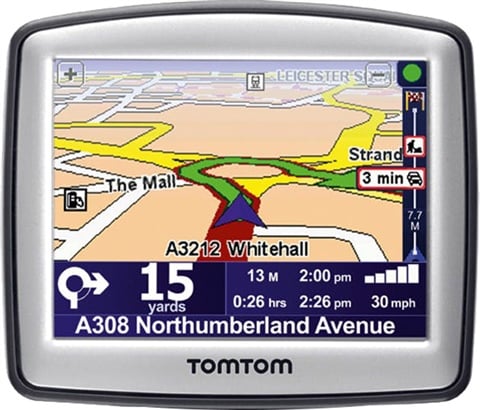 +
LEICESTER S
Strand
3 min
The Mall
7.7
M
A3212 Whitehall
15
yards
13 M 2:00 pm
0:26 hrs 2:26 pm 30 mph
A308 Northumberland Avenue
TOMTOM